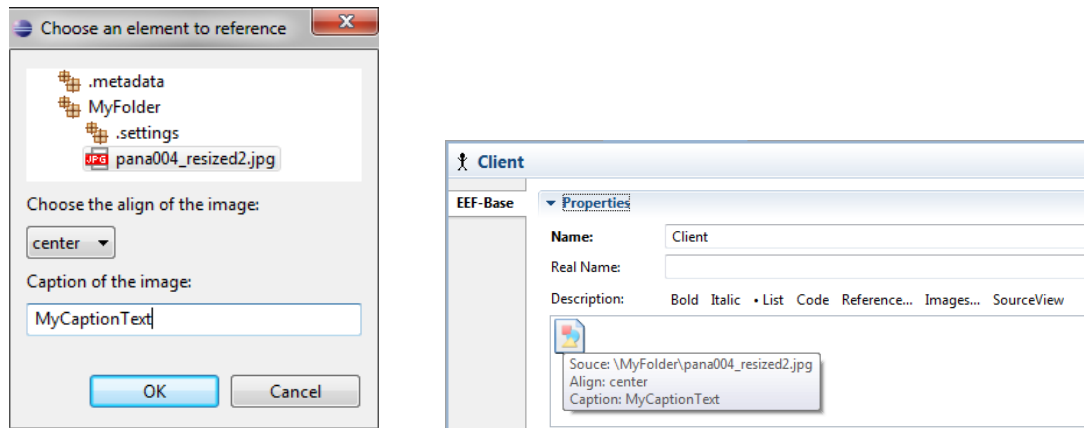 Choose an element to reference
.metadata
MyFolder
.settings
JPG pana004_resized2.jpg
Choose the align of the image:
center
Caption of the image:
MyCaptionText
OK Cancel
Client
EEF-Base Properties
Name: Client
Real Name:
Description: Bold Italic • List Code Reference... Images... SourceView
Souce: \MyFolder\pana004_resized2.jpg
Align: center
Caption: MyCaptionText